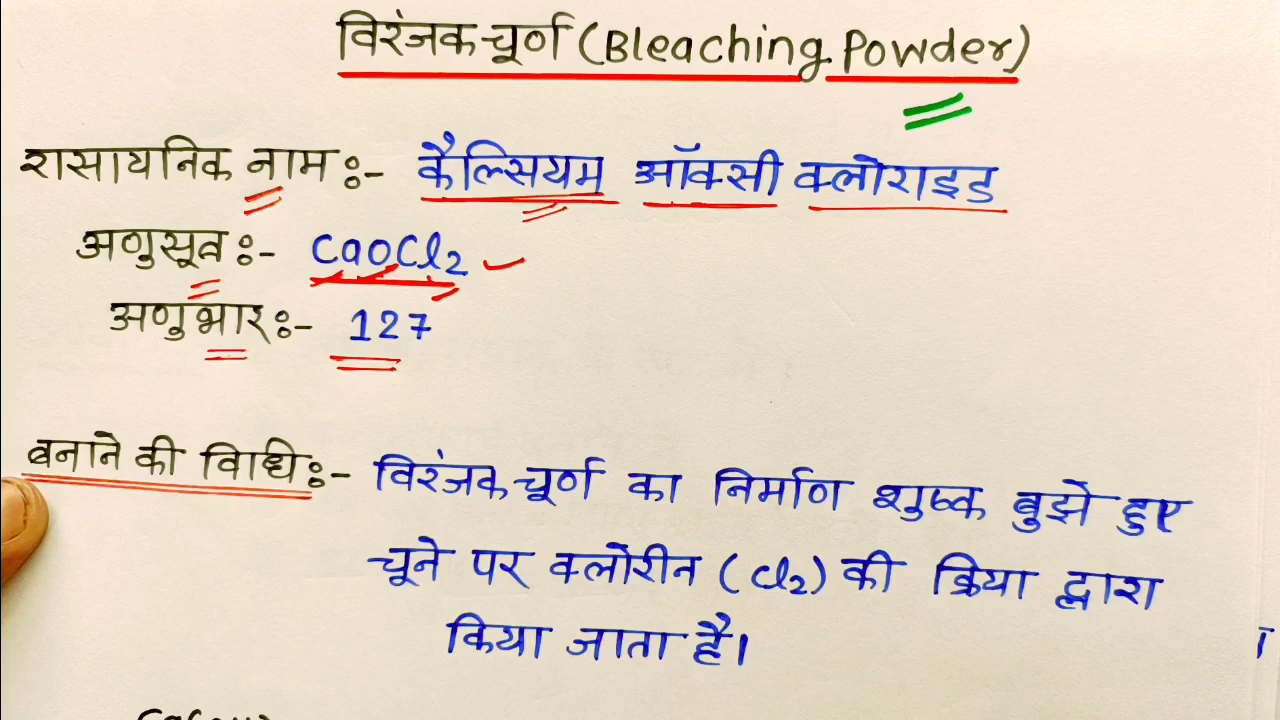 विरंजक चूर्ण (Bleaching Powder)
रासायनिक नाम :- कैल्सियम ऑक्सी क्लोराइड
अणुसूत्र :- CaOCl2
अणुभार :- 127
बनाने की विधि :- विरंजक चूर्ण का निर्माण शुष्क बुझे हुए
चूने पर क्लोरीन (Cl2) की क्रिया द्वारा
किया जाता है।